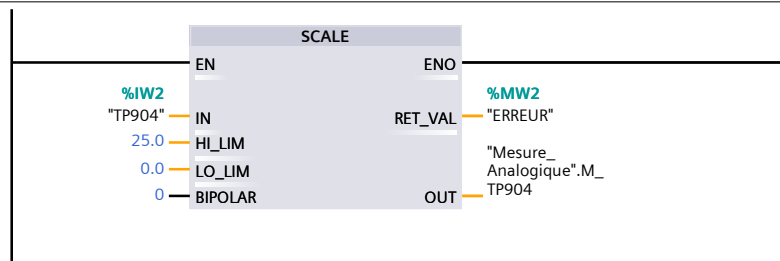 SCALE
EN ENO
%IW2 %MW2
"TP904" IN RET_VAL "ERREUR"
25.0 HI_LIM
"Mesure_
0.0 LO_LIM Analogique".M_
0 BIPOLAR OUT TP904